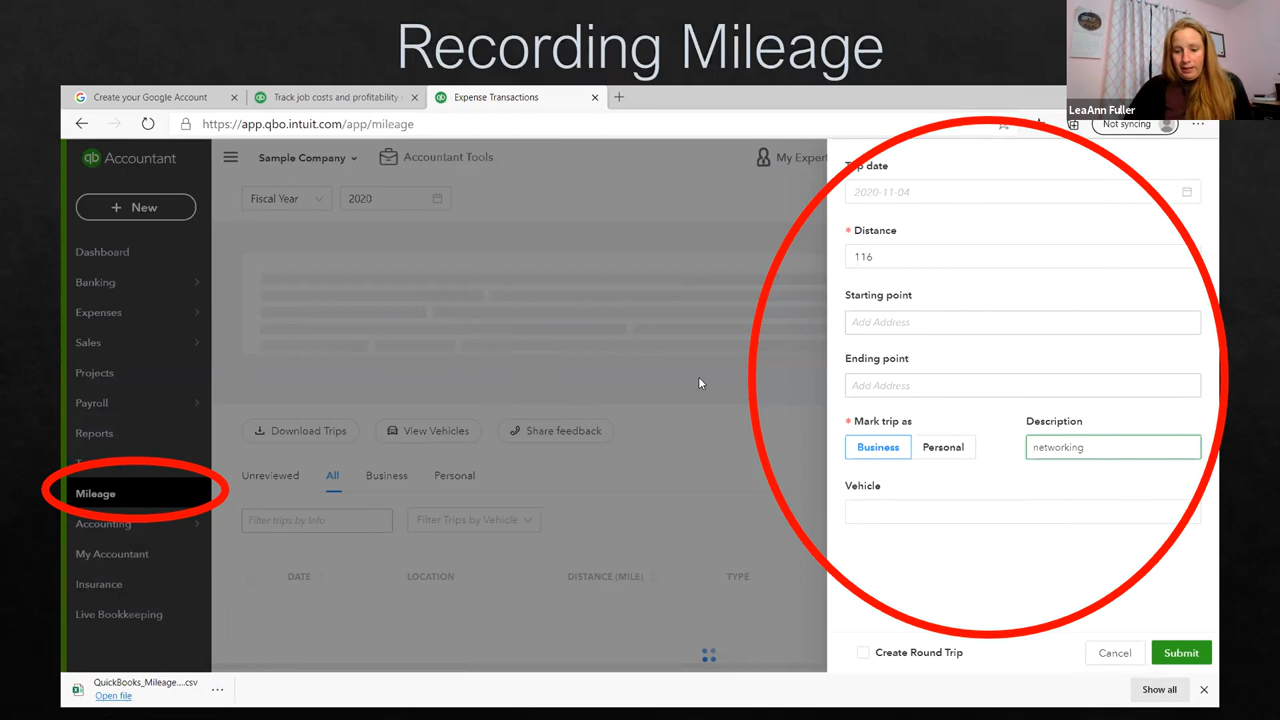 Recording Mileage
LeaAnn Fuller
Create your Google Account
Track job costs and profitability
Expense Transactions
https://app.qbo.intuit.com/app/mileage
Not syncing
qb Accountant
Sample Company
Accountant Tools
My Exper
+ New
Fiscal Year
2020
Dashboard
Banking
Expenses
Sales
Projects
Payroll
Reports
Mileage
Accounting
My Accountant
Insurance
Live Bookkeeping
Download Trips
View Vehicles
Share feedback
Unreviewed
All
Business
Personal
Filter trips by Info
Filter Trips by Vehicle
DATE
LOCATION
DISTANCE (MILE)
TYPE
Trip date
2020-11-04
* Distance
116
Starting point
Add Address
Ending point
Add Address
* Mark trip as
Description
Business
Personal
networking
Vehicle
Create Round Trip
Cancel
Submit
QuickBooks_Mileage....csv
Open file
Show all